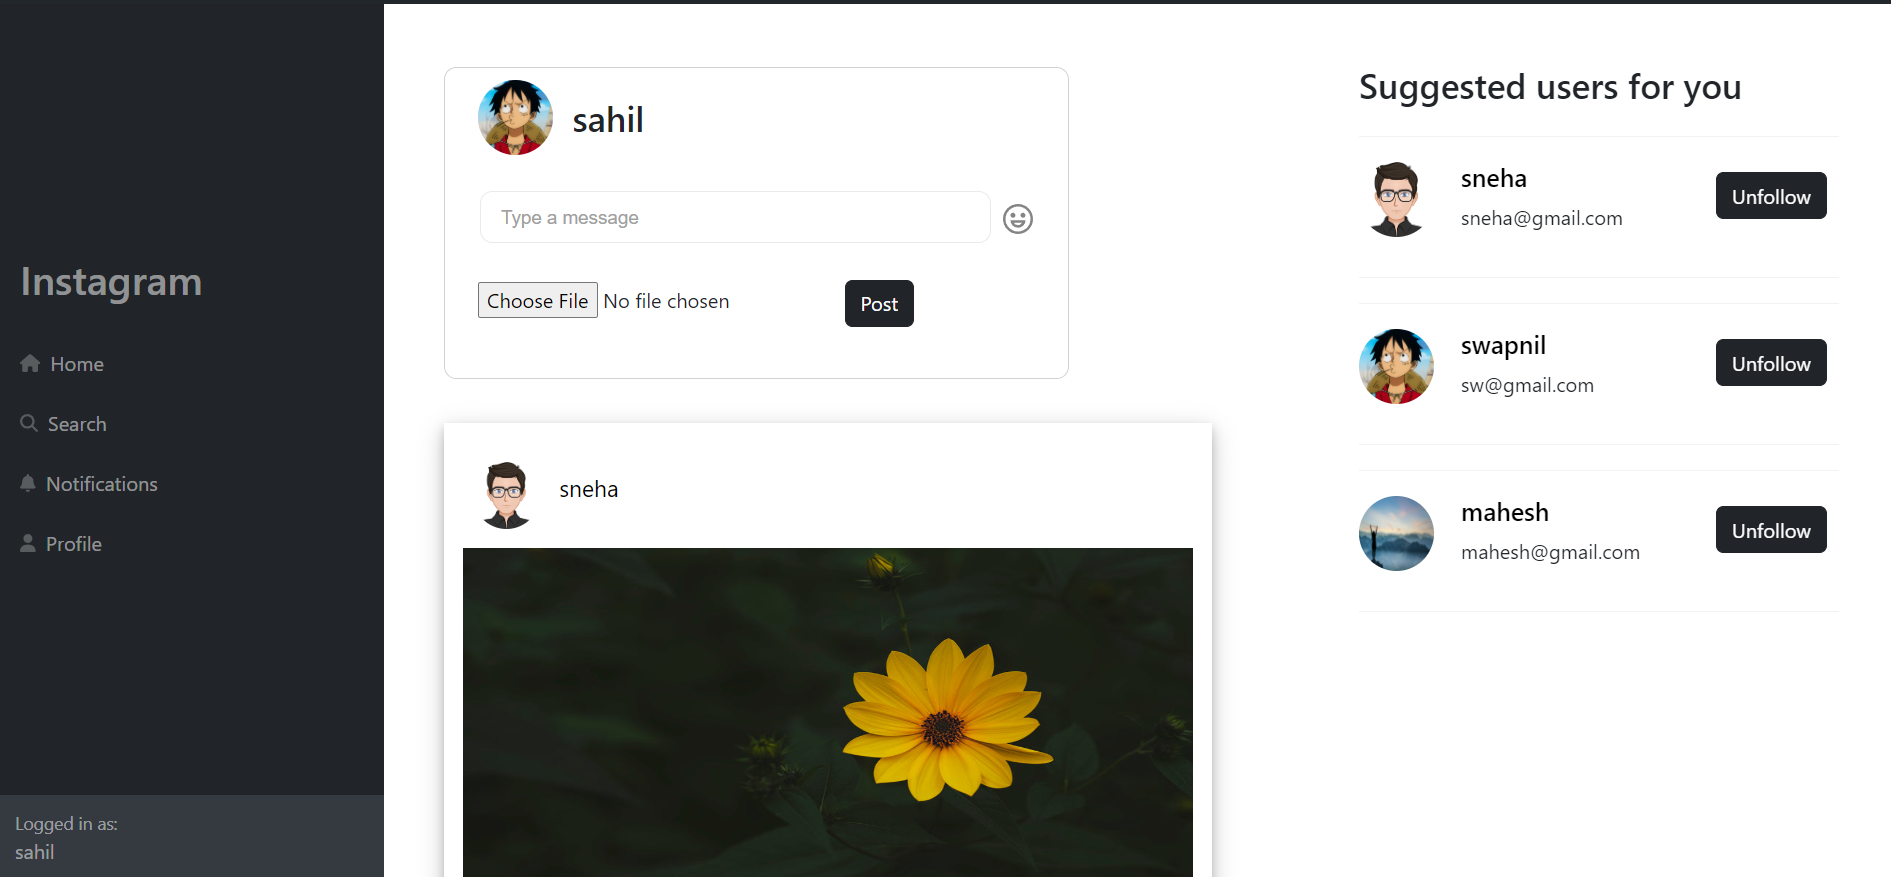 Instagram
Home
Search
Notifications
Profile
Logged in as:
sahil
sahil
Type a message
Choose File No file chosen
Post
sneha
Suggested users for you
sneha
sneha@gmail.com
Unfollow
swapnil
sw@gmail.com
Unfollow
mahesh
mahesh@gmail.com
Unfollow